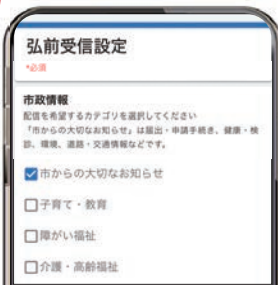 弘前受信設定
*必須
市政情報
配信を希望するカテゴリを選択してください
「市からの大切なお知らせ」は届出・申請手続き、健康・検
診、環境、道路・交通情報などです。
市からの大切なお知らせ
子育て・教育
障がい福祉
介護・高齢福祉